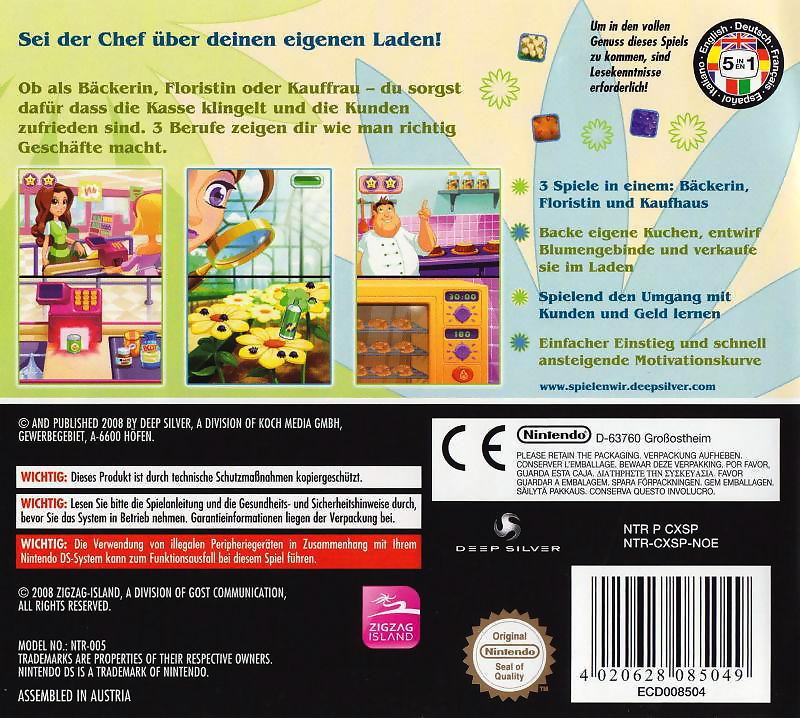 Sei der Chef über deinen eigenen Laden!
Ob als Bäckerin, Floristin oder Kauffrau – du sorgst
dafür dass die Kasse klingelt und die Kunden
zufrieden sind. 3 Berufe zeigen dir wie man richtig
Geschäfte macht.
Um in den vollen
Genuss dieses Spiels
zu kommen, sind
Lesekenntnisse
erforderlich!
English · Deutsch · Français · Español · Italiano
5 IN 1
30:00
180
3 Spiele in einem: Bäckerin,
Floristin und Kaufhaus
Backe eigene Kuchen, entwirf
Blumengebinde und verkaufe
sie im Laden
Spielend den Umgang mit
Kunden und Geld lernen
Einfacher Einstieg und schnell
ansteigende Motivationskurve
www.spielenwir.deepsilver.com
© AND PUBLISHED 2008 BY DEEP SILVER, A DIVISION OF KOCH MEDIA GMBH,
GEWERBEGEBIET, A-6600 HÖFEN.
WICHTIG: Dieses Produkt ist durch technische Schutzmaßnahmen kopiergeschützt.
WICHTIG: Lesen Sie bitte die Spielanleitung und die Gesundheits- und Sicherheitshinweise durch,
bevor Sie das System in Betrieb nehmen. Garantieinformationen liegen der Verpackung bei.
WICHTIG: Die Verwendung von illegalen Peripheriegeräten in Zusammenhang mit Ihrem
Nintendo DS-System kann zum Funktionsausfall bei diesem Spiel führen.
© 2008 ZIGZAG-ISLAND, A DIVISION OF GOST COMMUNICATION,
ALL RIGHTS RESERVED.
ZIGZAG
ISLAND
MODEL NO.: NTR-005
TRADEMARKS ARE PROPERTIES OF THEIR RESPECTIVE OWNERS.
NINTENDO DS IS A TRADEMARK OF NINTENDO.
ASSEMBLED IN AUSTRIA
CE
Nintendo® D-63760 Großostheim
PLEASE RETAIN THE PACKAGING. VERPACKUNG AUFHEBEN.
CONSERVER L'EMBALLAGE. BEWAAR DEZE VERPAKKING. POR FAVOR,
GUARDA ESTA CAJA. ΔΙΑΤΗΡΗΣΤΕ ΤΗΝ ΣΥΣΚΕΥΑΣΙΑ. FAVOR
GUARDAR A EMBALAGEM. SPARA FÖRPACKNINGEN. GEM EMBALLAGEN.
SÄILYTÄ PAKKAUS. CONSERVA QUESTO INVOLUCRO.
DEEP SILVER
NTR P CXSP
NTR-CXSP-NOE
Original
Nintendo
Seal of
Quality
TM
4 020628 085049
ECD008504